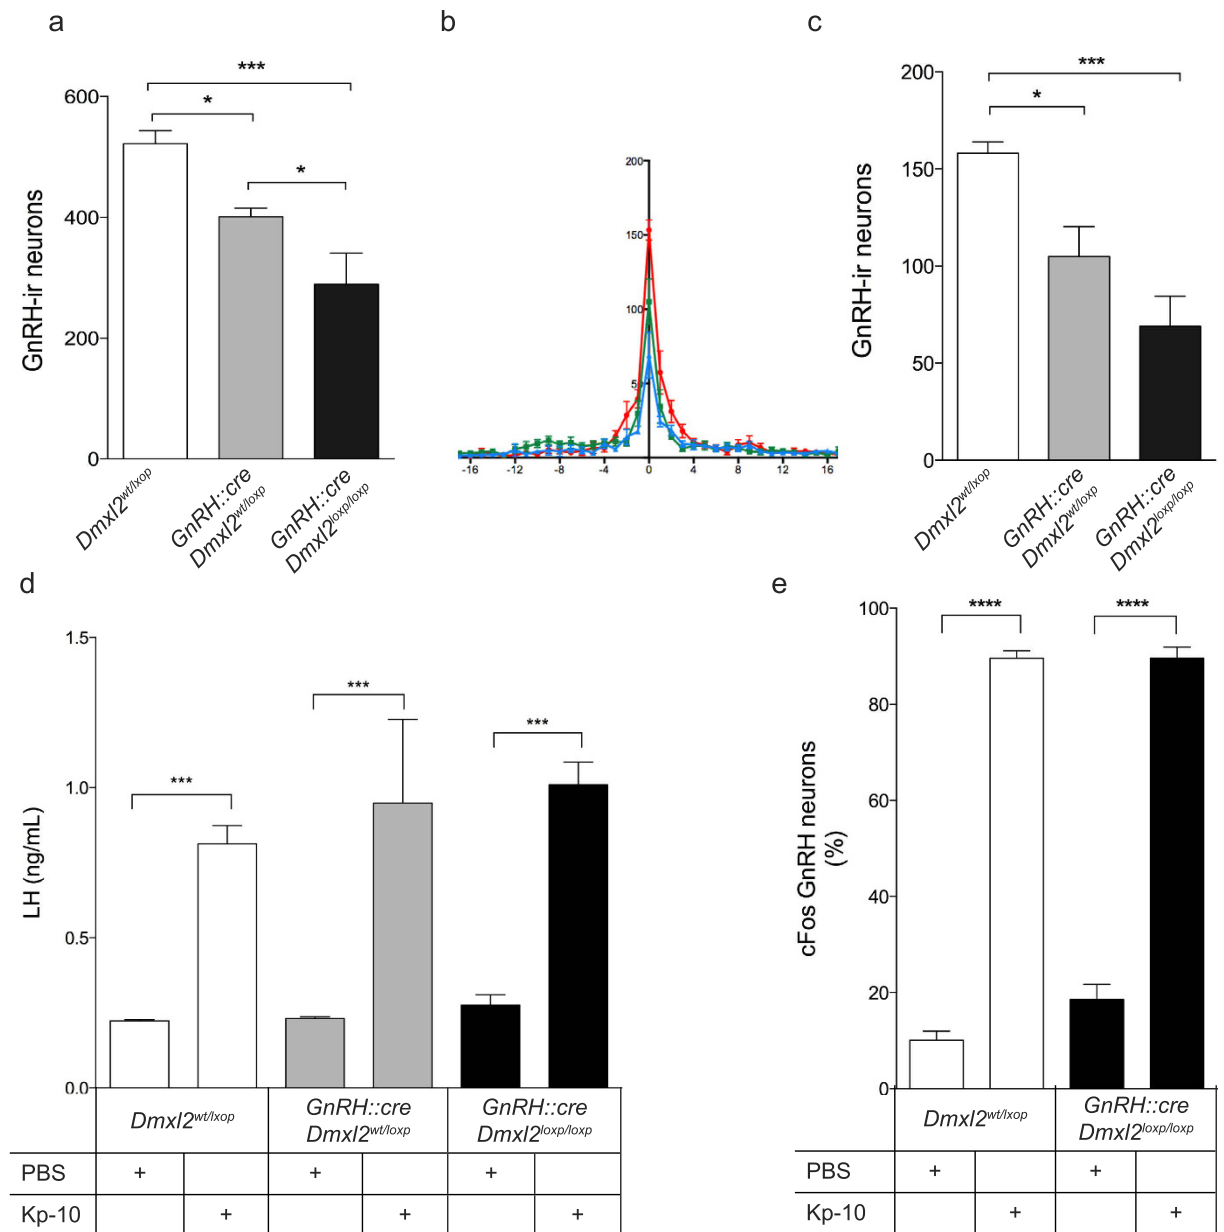 a
b
c
***
*
*
600
400
200
0
GnRH-ir neurons
Dmxl2wt/lxop
GnRH::cre
Dmxl2wt/loxp
GnRH::cre
Dmxl2loxp/loxp
200
150
100
50
-16
-12
-8
-4
0
4
8
12
16
***
*
200
150
100
50
0
GnRH-ir neurons
Dmxl2wt/lxop
GnRH::cre
Dmxl2wt/loxp
GnRH::cre
Dmxl2loxp/loxp
d
1.5
1.0
0.5
0.0
LH (ng/mL)
***
***
***
Dmxl2wt/lxop
GnRH::cre
Dmxl2wt/loxp
GnRH::cre
Dmxl2loxp/loxp
PBS + + +
Kp-10 + + +
e
100
80
60
40
20
0
cFos GnRH neurons
(%)
****
****
Dmxl2wt/lxop
GnRH::cre
Dmxl2loxp/loxp
PBS + +
Kp-10 + +